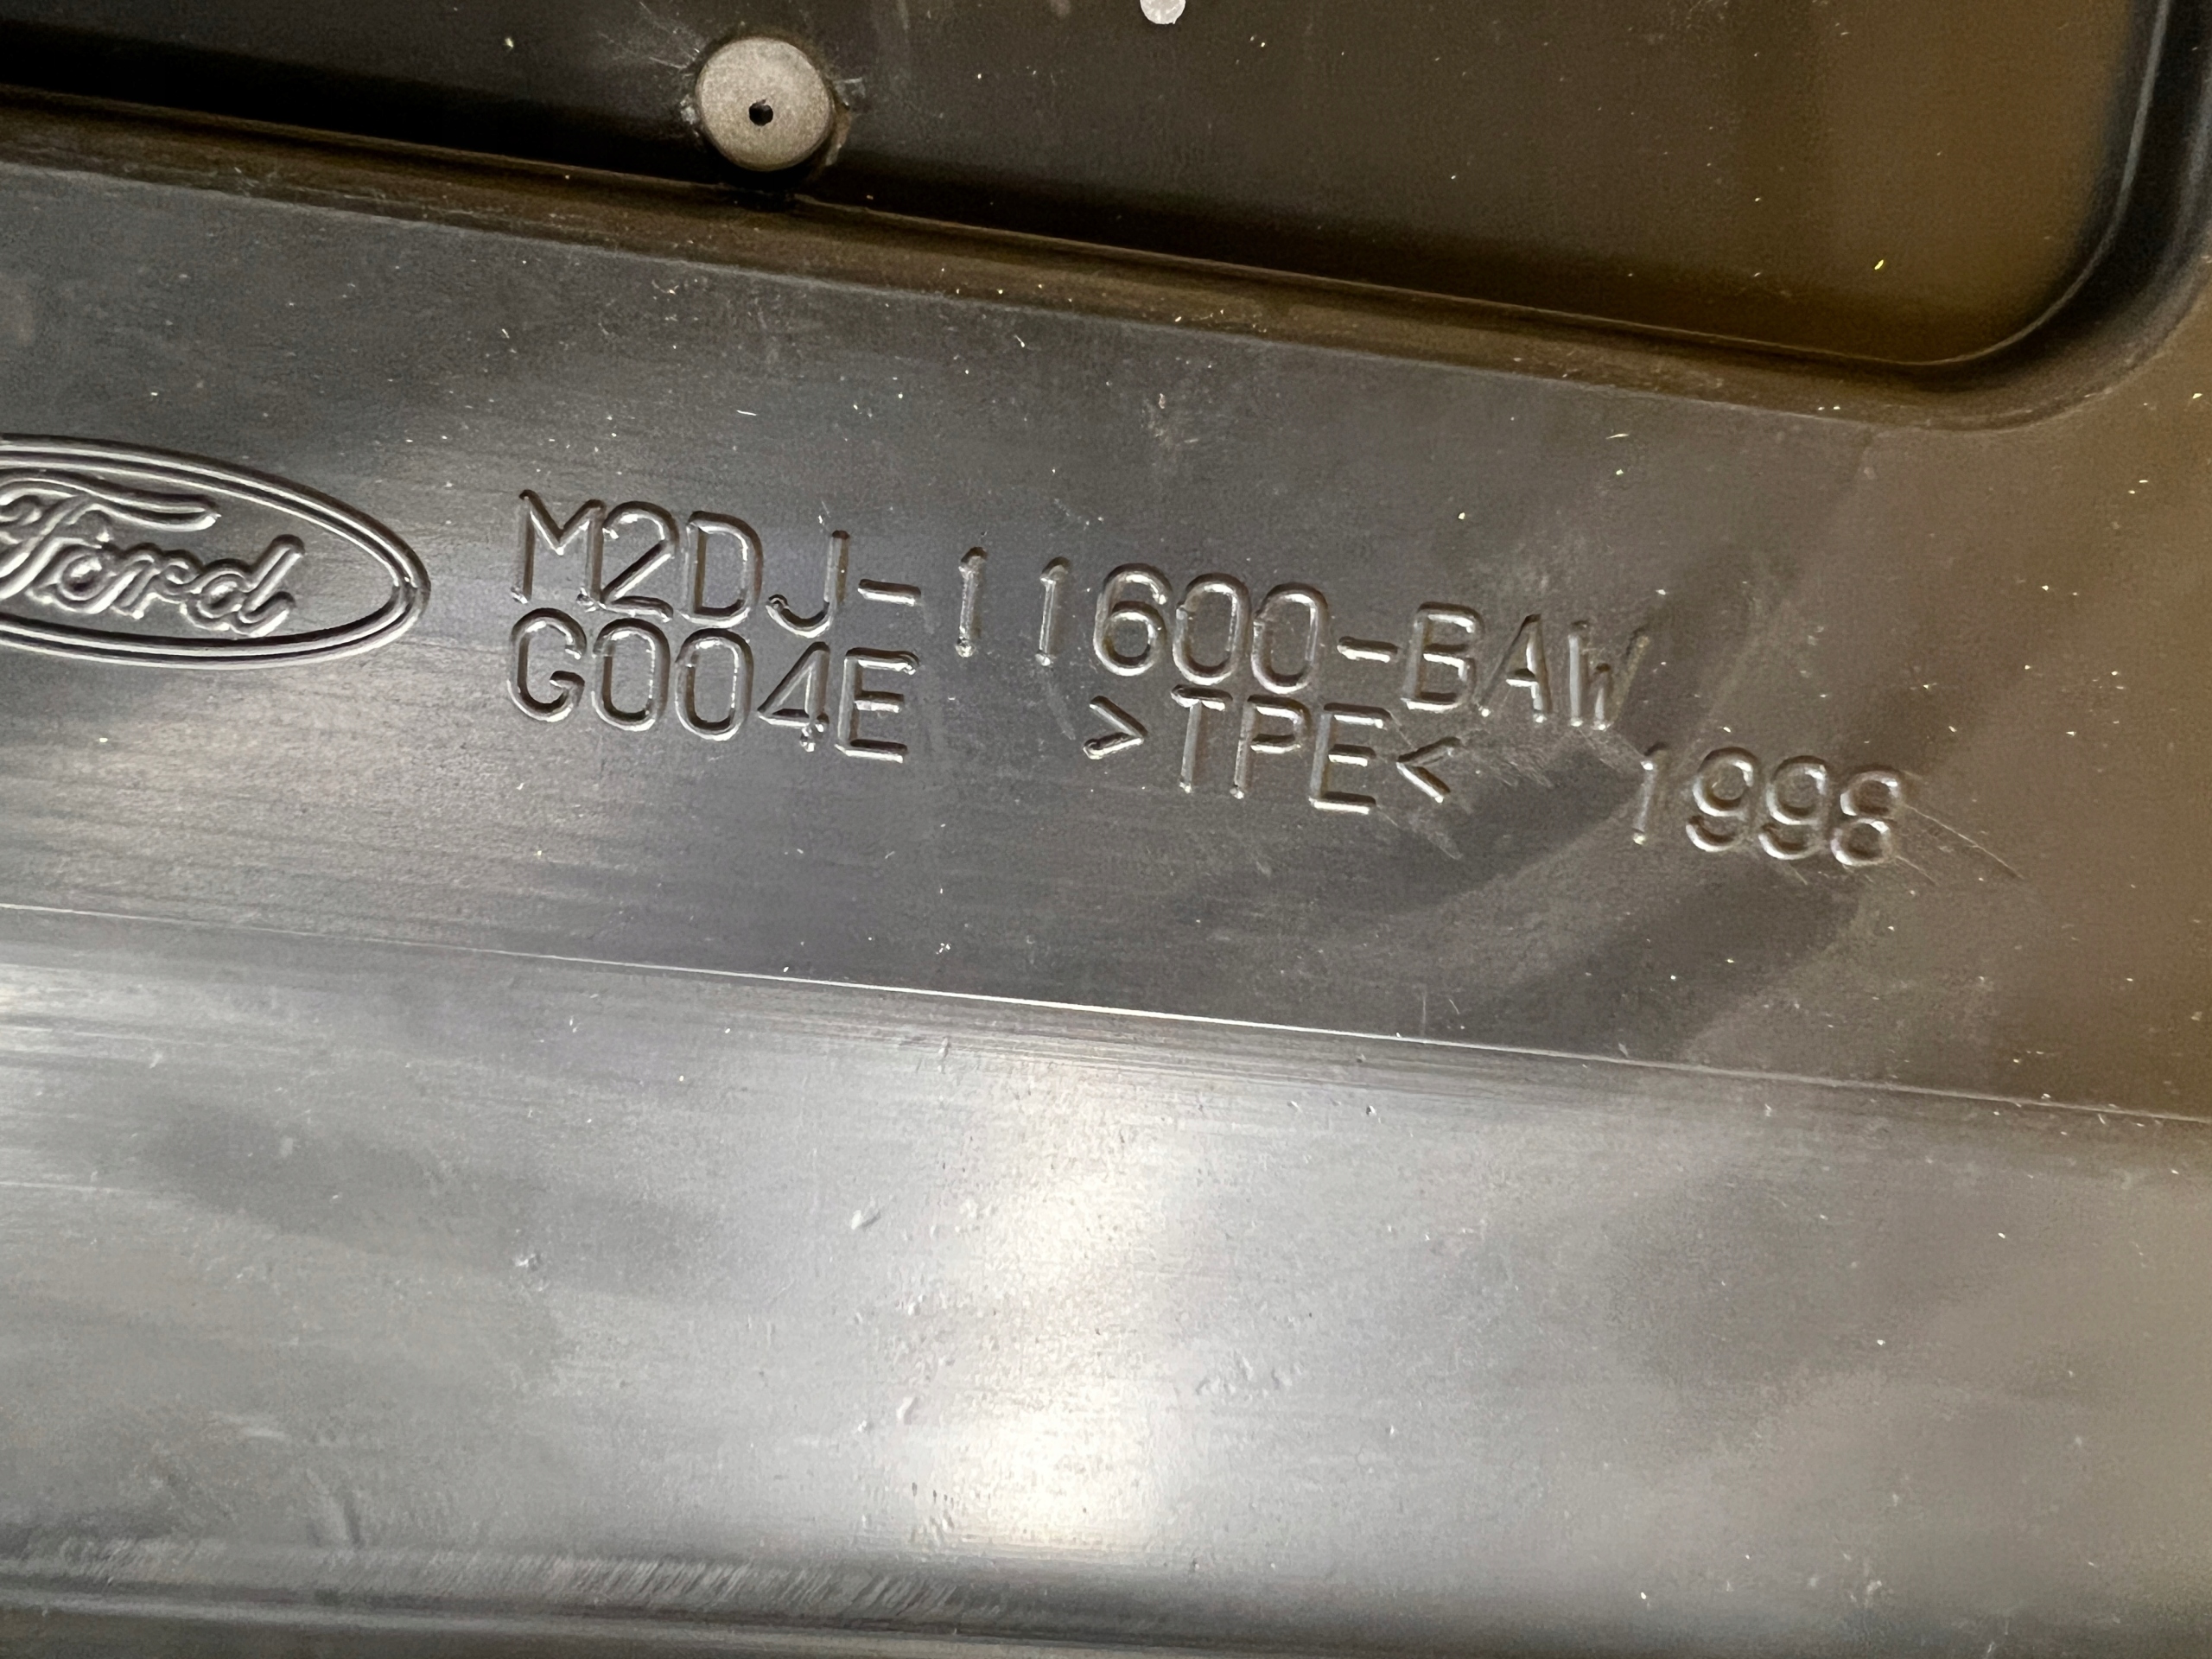 Ford
M2DJ-11600-BAW
G004E >TPE< 1998